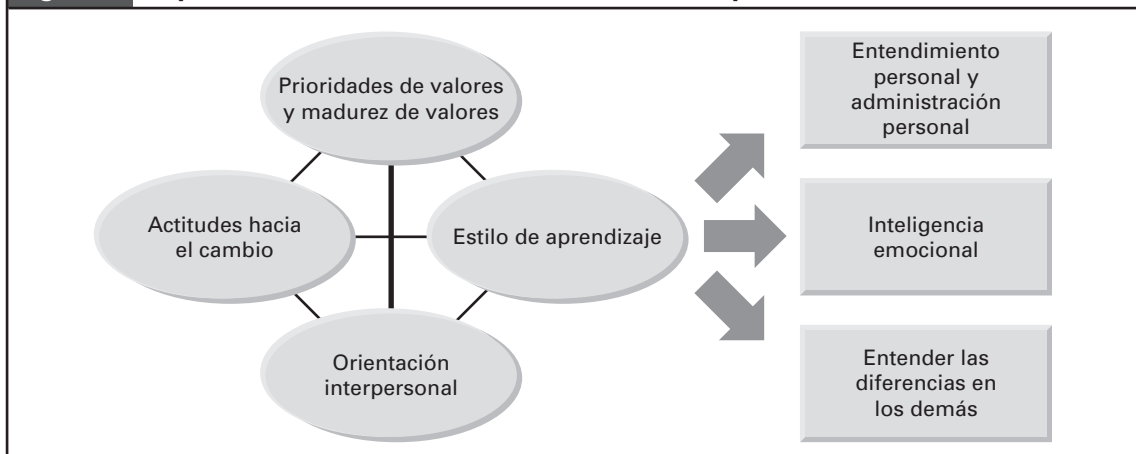 Prioridades de valores
y madurez de valores
Actitudes hacia
el cambio
Estilo de aprendizaje
Orientación
interpersonal
Entendimiento
personal y
administración
personal
Inteligencia
emocional
Entender las
diferencias en
los demás